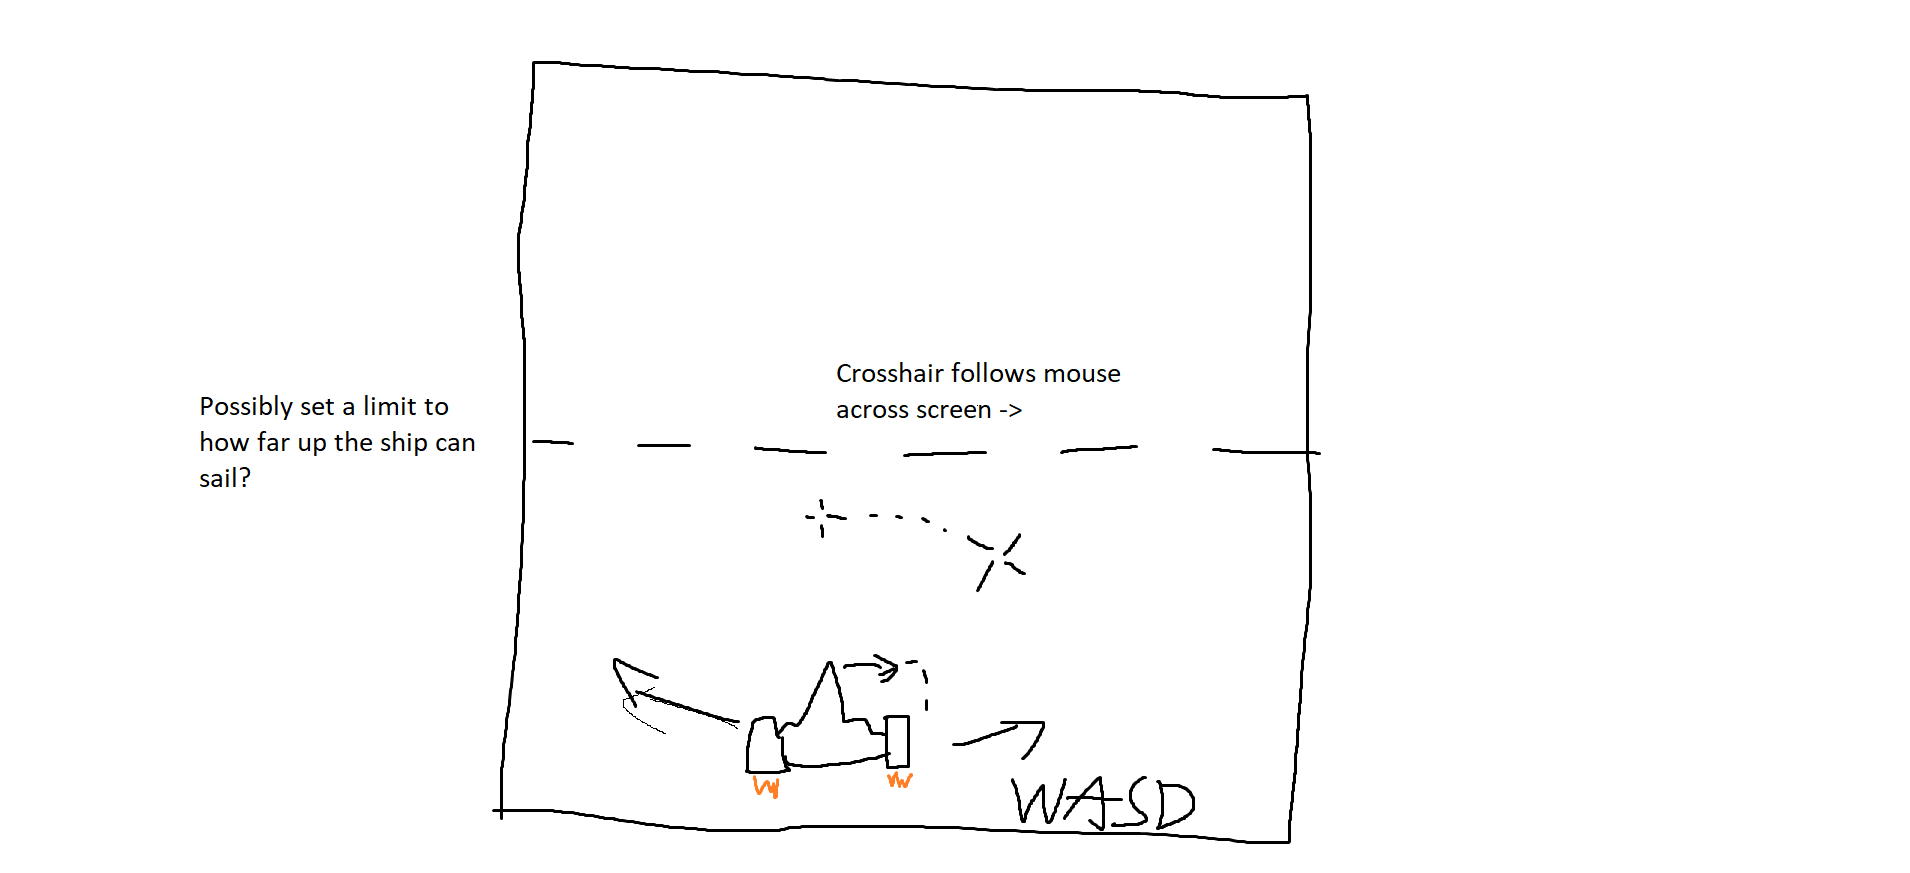 Crosshair follows mouse
across screen ->
Possibly set a limit to
how far up the ship can
sail?
WASD